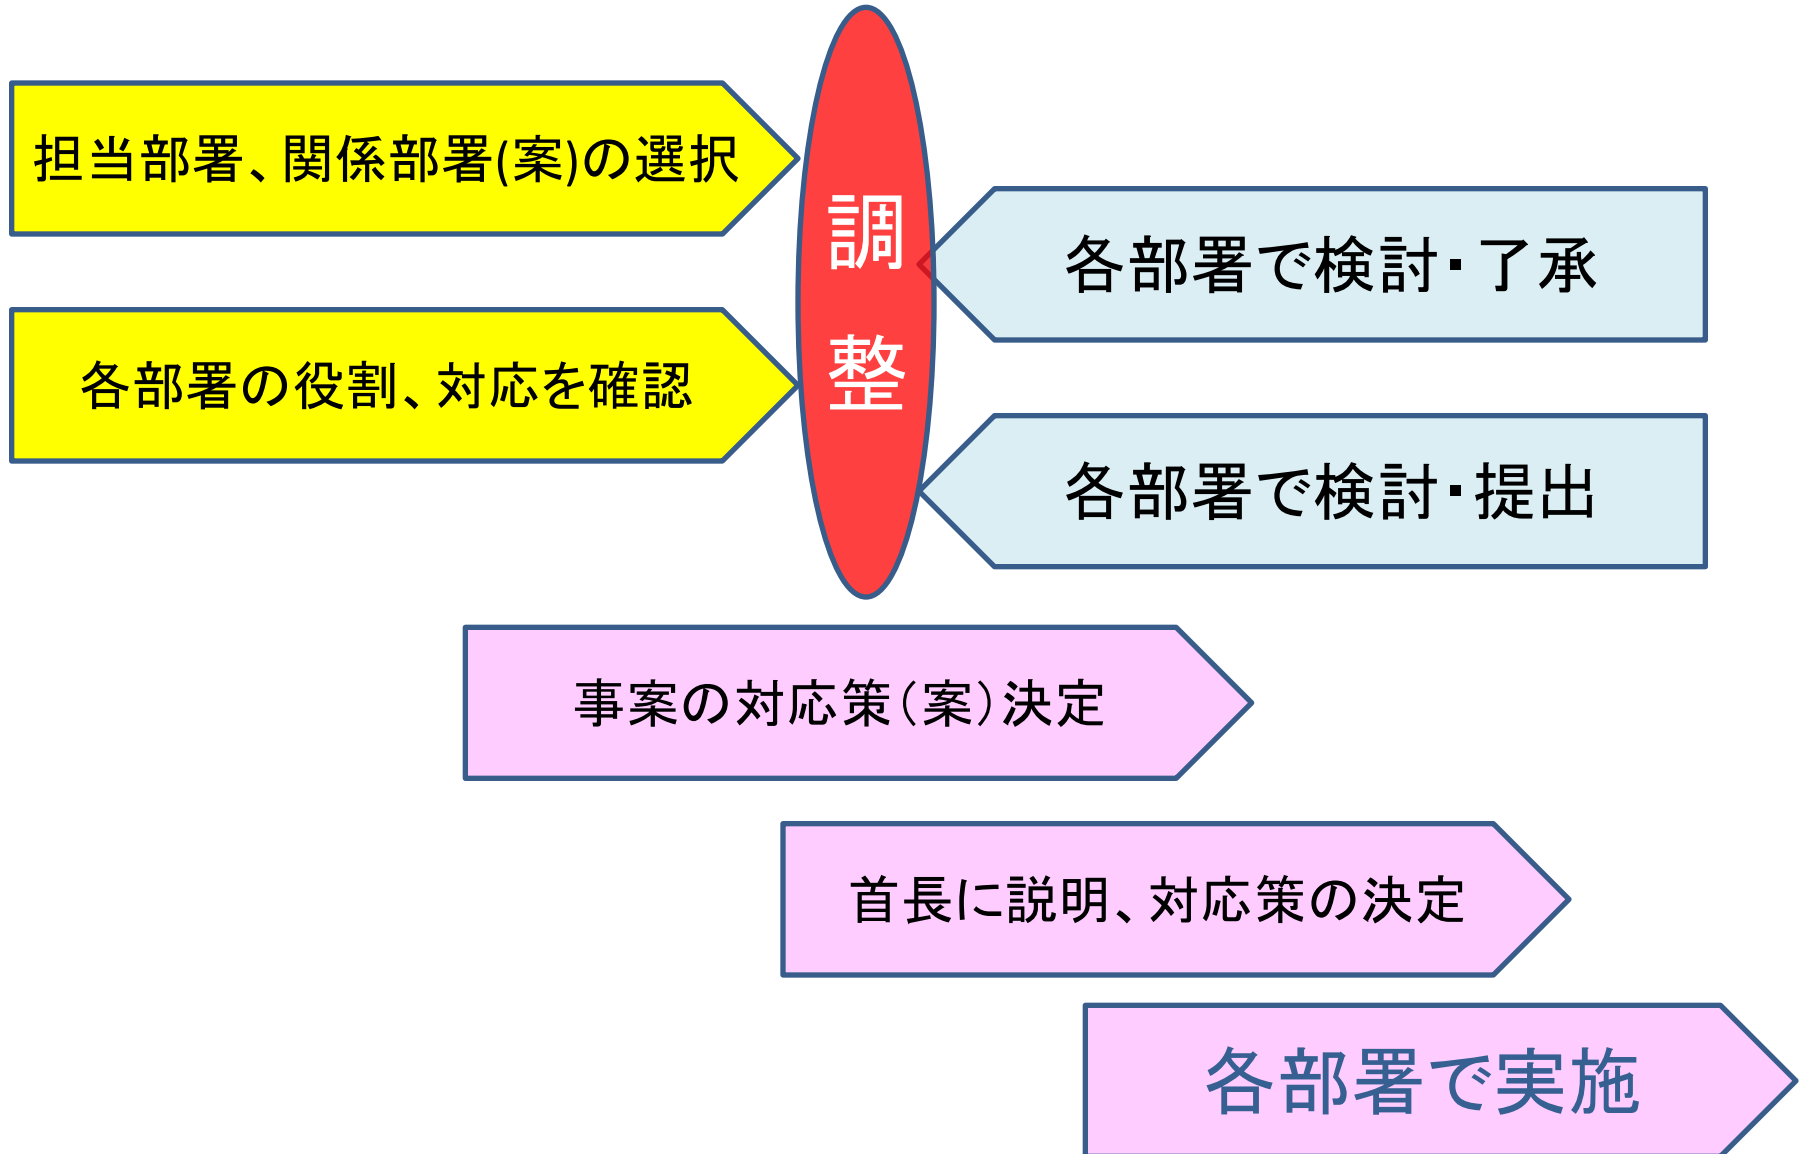 担当部署、関係部署(案)の選択
調
整
各部署で検討・了承
各部署の役割、対応を確認
各部署で検討・提出
事案の対応策（案）決定
首長に説明、対応策の決定
各部署で実施